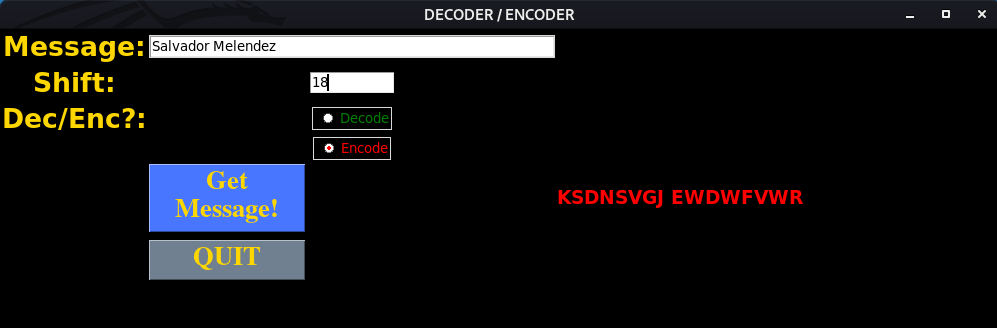 DECODER / ENCODER
Message: Salvador Melendez
Shift: 18
Dec/Enc?: Decode
Encode
Get
Message!
KSDNSVGJ EWDWFVWR
QUIT